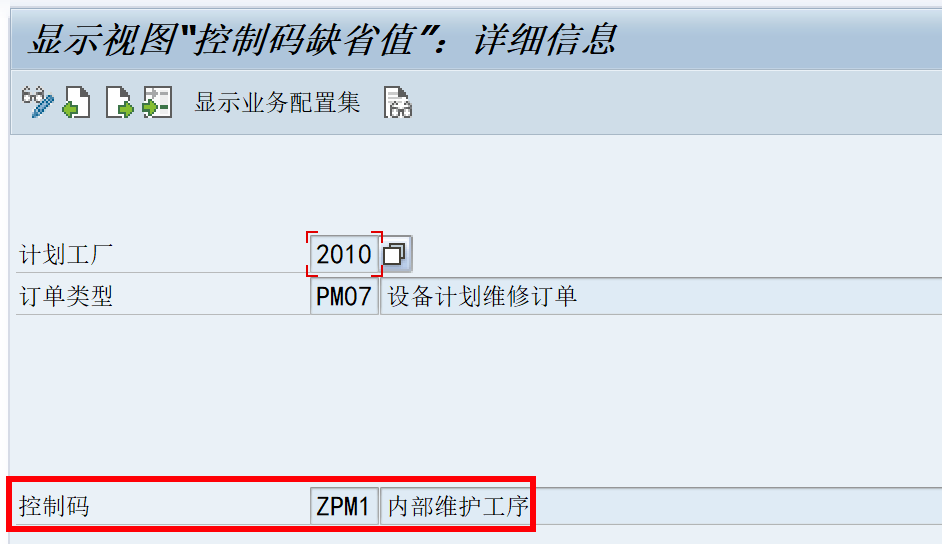 显示视图"控制码缺省值"：详细信息
显示业务配置集
计划工厂 2010
订单类型 PM07 设备计划维修订单
控制码 ZPM1 内部维护工序